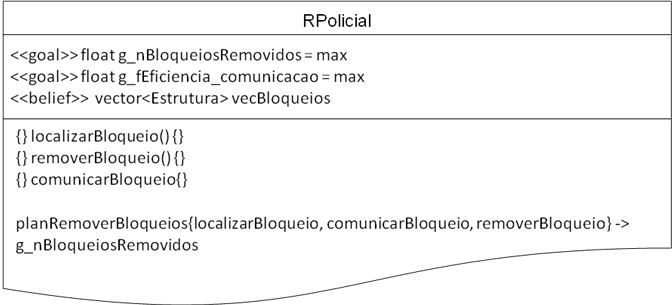 RPolicial
<<goal>> float g_nBloqueiosRemovidos = max
<<goal>> float g_fEficiencia_comunicacao = max
<<belief>> vector<Estrutura> vecBloqueios
{} localizarBloqueio() {}
{} removerBloqueio() {}
{} comunicarBloqueio{}
planRemoverBloqueios{localizarBloqueio, comunicarBloqueio, removerBloqueio} ->
g_nBloqueiosRemovidos